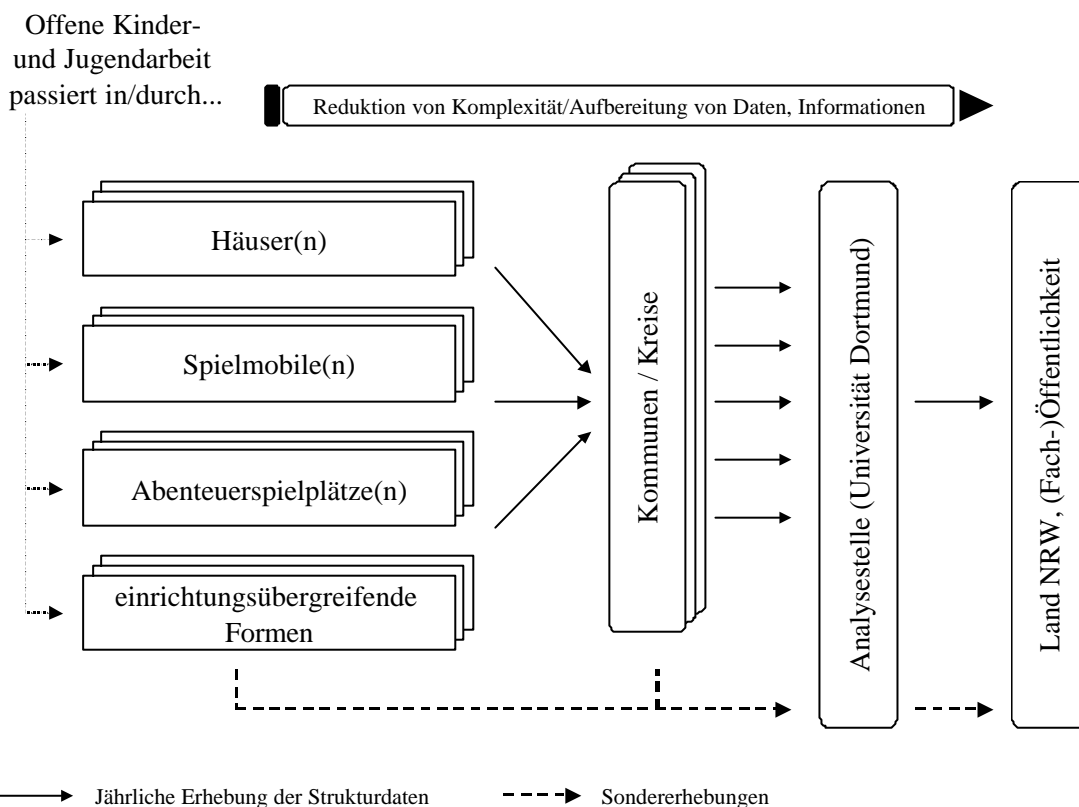 Offene Kinder-
und Jugendarbeit
passiert in/durch...
Reduktion von Komplexität/Aufbereitung von Daten, Informationen
Häuser(n)
Spielmobile(n)
Abenteuerspielplätze(n)
einrichtungsübergreifende
Formen
Kommunen / Kreise
Analysestelle (Universität Dortmund)
Land NRW, (Fach-)Öffentlichkeit
Jährliche Erhebung der Strukturdaten
Sondererhebungen